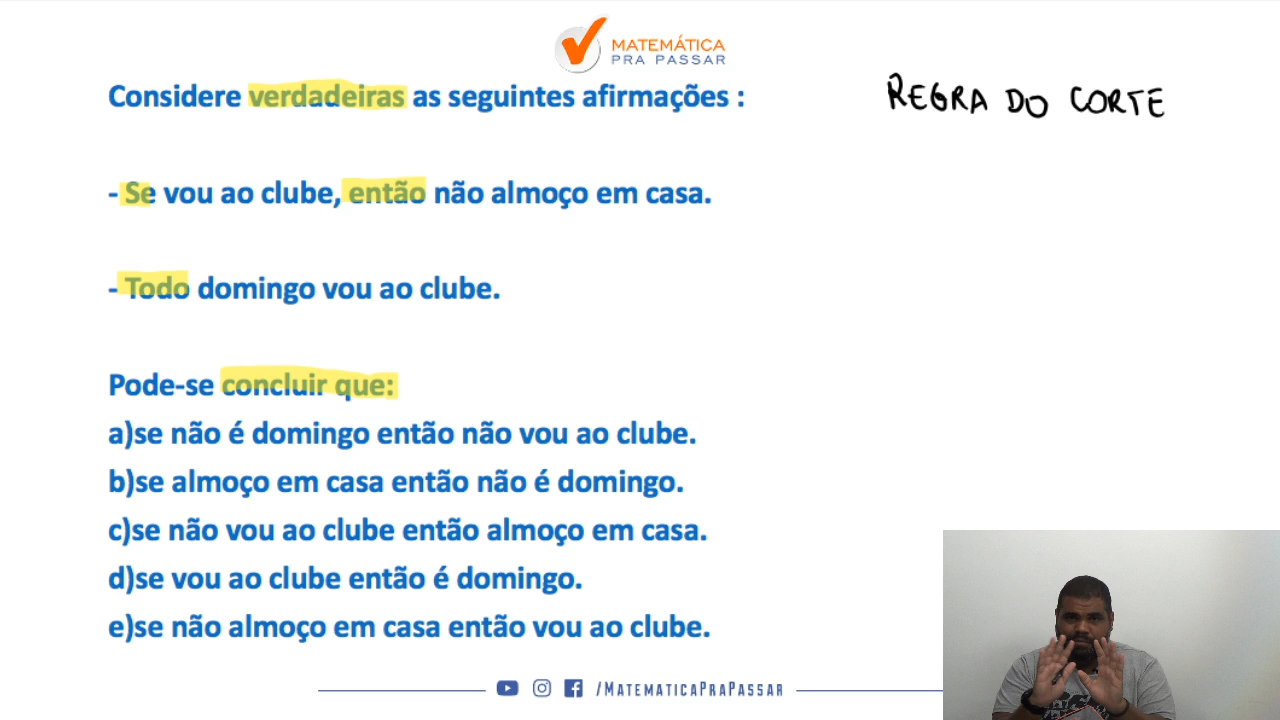 MATEMÁTICA
PRA PASSAR
Considere verdadeiras as seguintes afirmações :
REGRA DO CORTE
- Se vou ao clube, então não almoço em casa.
- Todo domingo vou ao clube.
Pode-se concluir que:
a)se não é domingo então não vou ao clube.
b)se almoço em casa então não é domingo.
c)se não vou ao clube então almoço em casa.
d)se vou ao clube então é domingo.
e)se não almoço em casa então vou ao clube.
/MATEMATICAPRAPASSAR